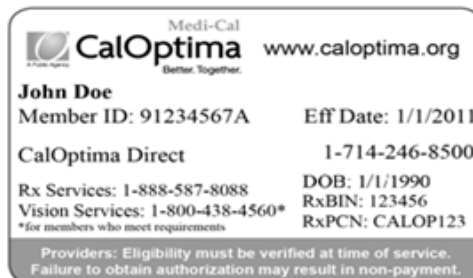 Medi-Cal
CalOptima www.caloptima.org
A Public Agency Better. Together.
John Doe
Member ID: 91234567A Eff Date: 1/1/2011
CalOptima Direct 1-714-246-8500
Rx Services: 1-888-587-8088 DOB: 1/1/1990
Vision Services: 1-800-438-4560* RxBIN: 123456
*for members who meet requirements RxPCN: CALOP123
Providers: Eligibility must be verified at time of service.
Failure to obtain authorization may result in non-payment.